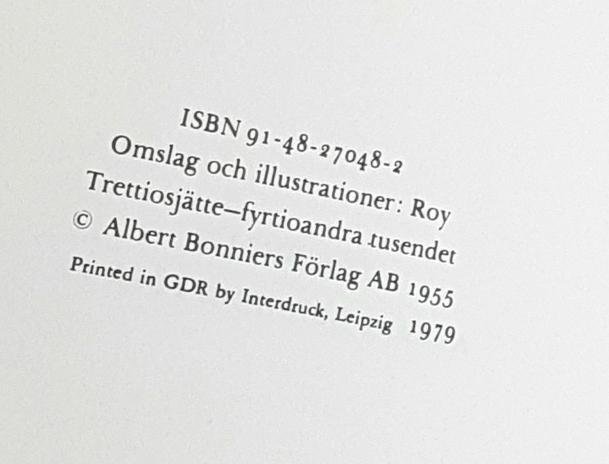 ISBN 91-48-27048-2
Omslag och illustrationer: Roy
Trettiosjätte–fyrtioandra tusendet
© Albert Bonniers Förlag AB 1955
Printed in GDR by Interdruck, Leipzig 1979